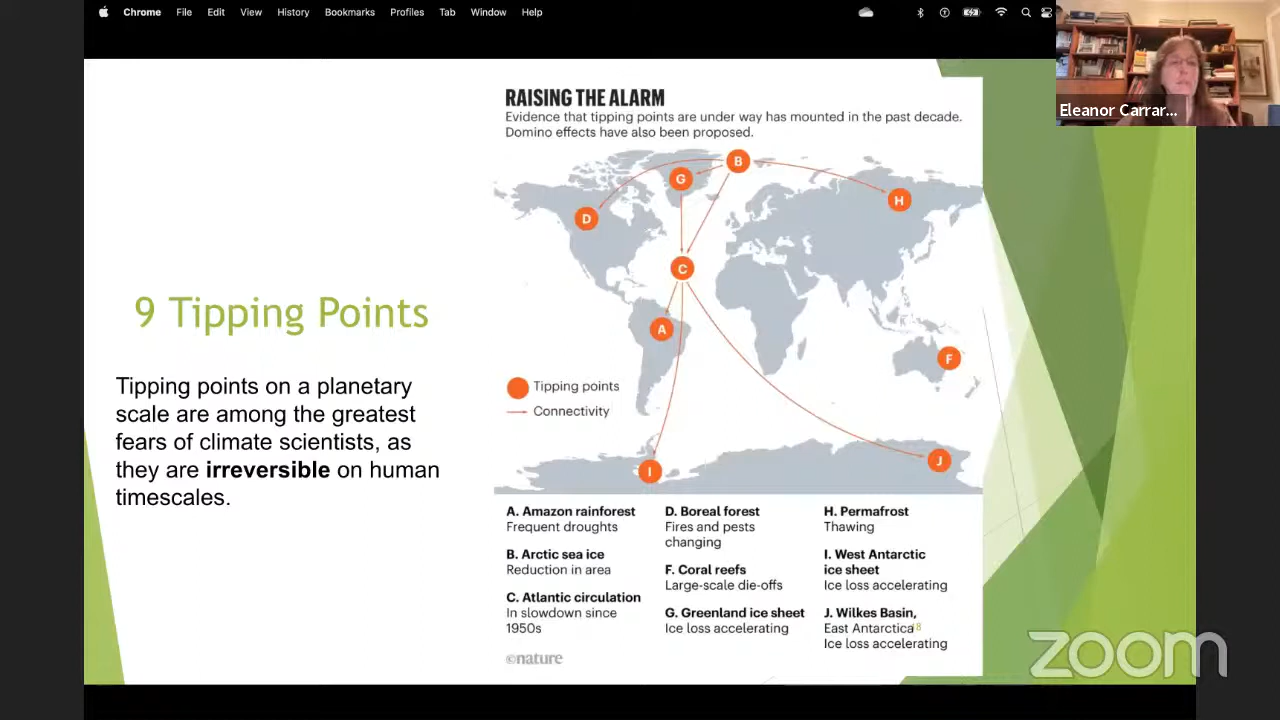 Chrome File Edit View History Bookmarks Profiles Tab Window Help
Eleanor Carrar...
RAISING THE ALARM
Evidence that tipping points are under way has mounted in the past decade.
Domino effects have also been proposed.
B
G
H
D
C
A
F
J
I
Tipping points
Connectivity
9 Tipping Points
Tipping points on a planetary
scale are among the greatest
fears of climate scientists, as
they are irreversible on human
timescales.
A. Amazon rainforest
Frequent droughts
B. Arctic sea ice
Reduction in area
C. Atlantic circulation
In slowdown since
1950s
D. Boreal forest
Fires and pests
changing
F. Coral reefs
Large-scale die-offs
G. Greenland ice sheet
Ice loss accelerating
H. Permafrost
Thawing
I. West Antarctic
ice sheet
Ice loss accelerating
J. Wilkes Basin,
East Antarctica18
Ice loss accelerating
©nature
zoom